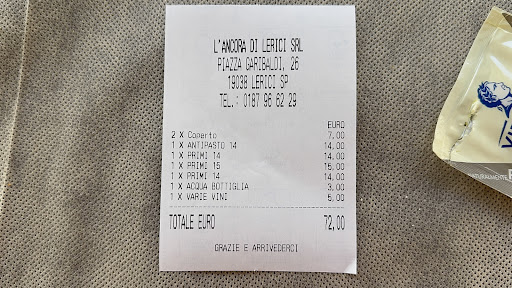 L'ANCORA DI LERICI SRL
PIAZZA GARIBALDI, 26
19038 LERICI SP
TEL.: 0187 96 62 29
EURO
2 X Coperto 7,00
1 X ANTIPASTO 14 14,00
1 X PRIMI 14 14,00
1 X PRIMI 15 15,00
1 X PRIMI 14 14,00
1 X ACQUA BOTTIGLIA 3,00
1 X VARIE VINI 5,00
TOTALE EURO 72,00
GRAZIE E ARRIVEDERCI